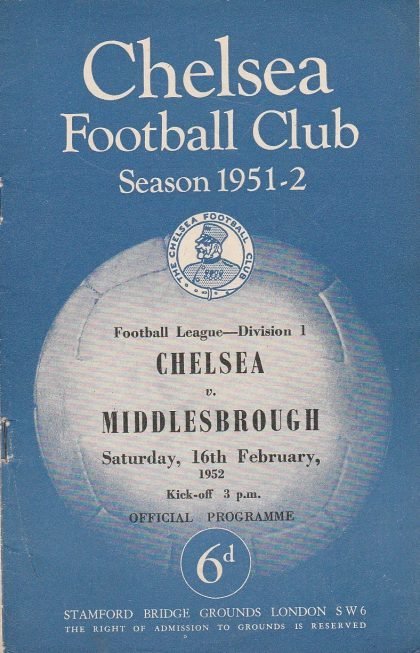 Chelsea
Football Club
Season 1951-2
THE CHELSEA FOOTBALL CLUB
Football League—Division 1
CHELSEA
v.
MIDDLESBROUGH
Saturday, 16th February,
1952
Kick-off 3 p.m.
OFFICIAL PROGRAMME
6d
STAMFORD BRIDGE GROUNDS LONDON S W 6
THE RIGHT OF ADMISSION TO GROUNDS IS RESERVED